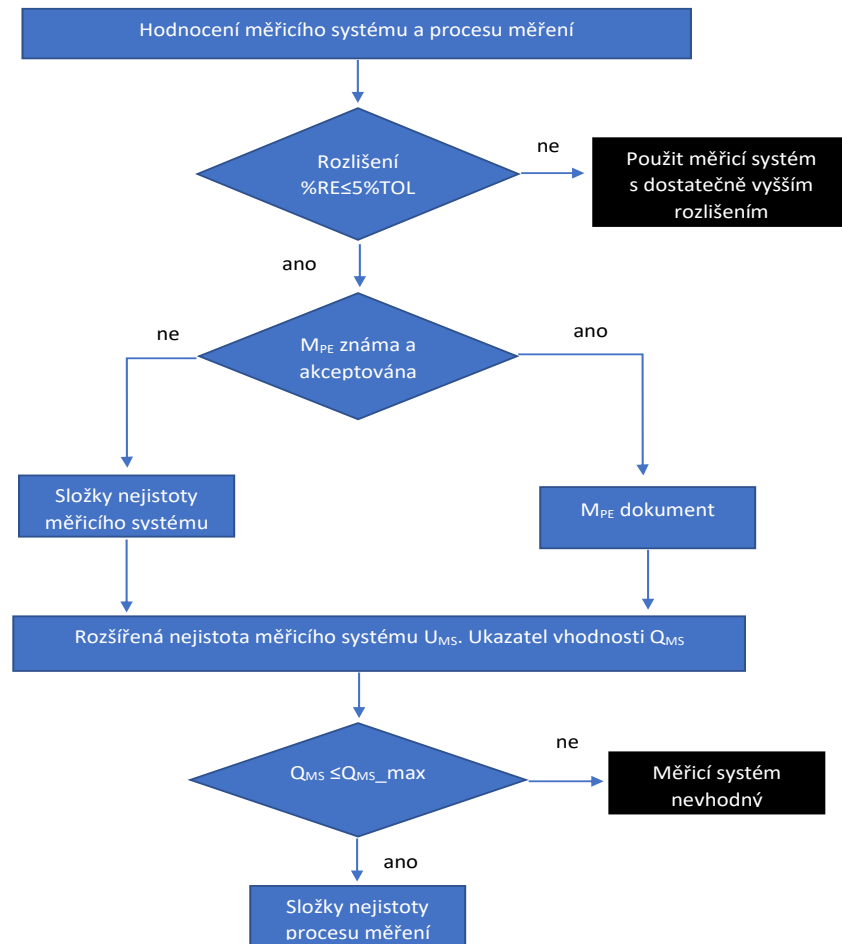 Hodnocení měřicího systému a procesu měření
ne
Rozlišení
%RE≤5%TOL
Použit měřicí systém
s dostatečně vyšším
rozlišením
ano
ne
ano
MPE známa a
akceptována
Složky nejistoty
měřicího systému
MPE dokument
Rozšířená nejistota měřicího systému UMS. Ukazatel vhodnosti QMS
ne
QMS ≤QMS_max
Měřicí systém
nevhodný
ano
Složky nejistoty
procesu měření